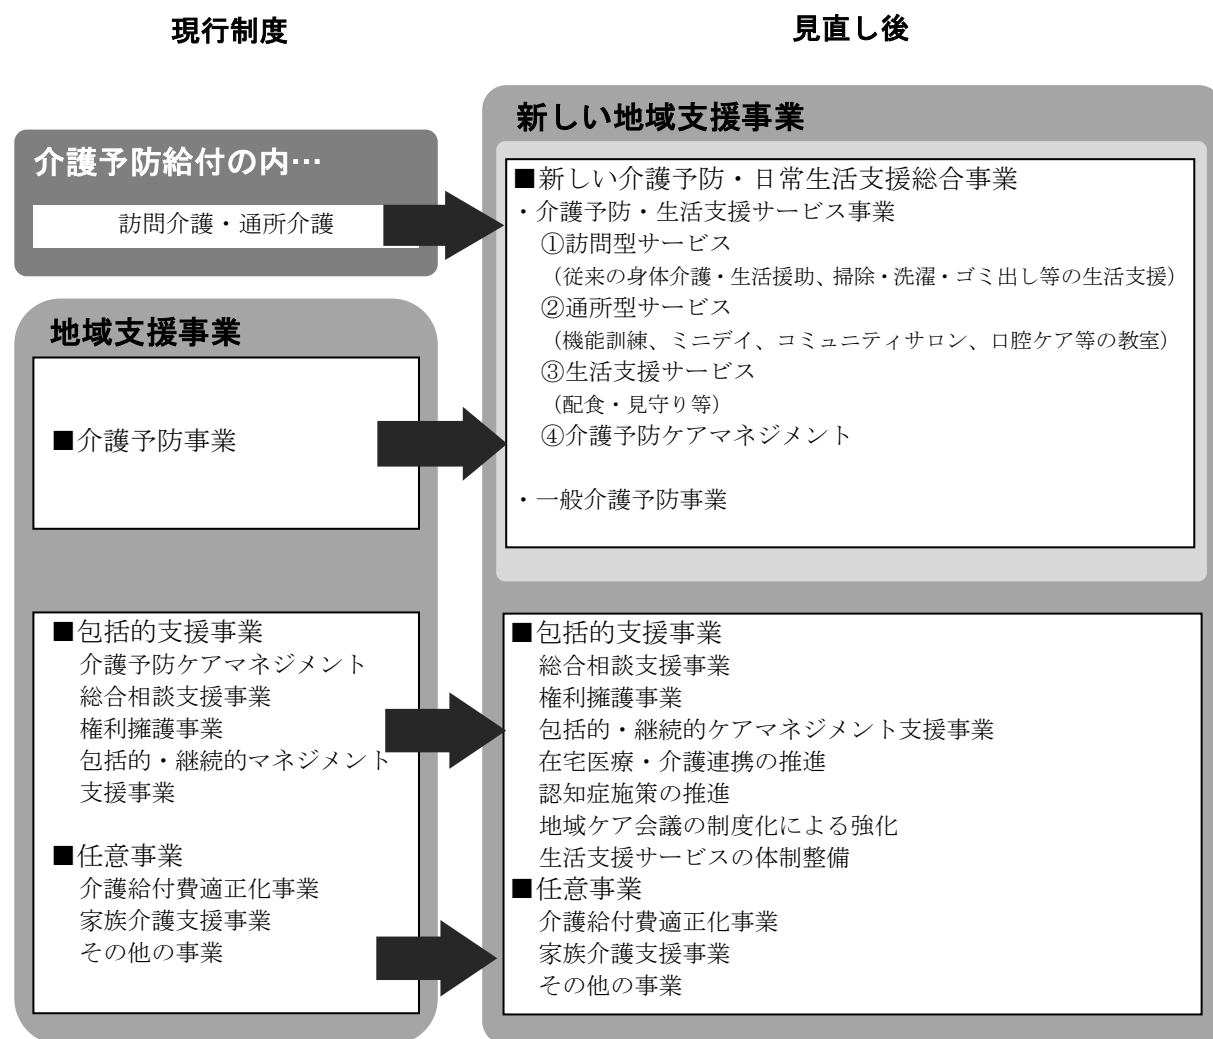 現行制度
見直し後
介護予防給付の内…
訪問介護・通所介護
地域支援事業
■介護予防事業
■包括的支援事業
介護予防ケアマネジメント
総合相談支援事業
権利擁護事業
包括的・継続的マネジメント
支援事業
■任意事業
介護給付費適正化事業
家族介護支援事業
その他の事業
新しい地域支援事業
■新しい介護予防・日常生活支援総合事業
・介護予防・生活支援サービス事業
①訪問型サービス
（従来の身体介護・生活援助、掃除・洗濯・ゴミ出し等の生活支援）
②通所型サービス
（機能訓練、ミニデイ、コミュニティサロン、口腔ケア等の教室）
③生活支援サービス
（配食・見守り等）
④介護予防ケアマネジメント
・一般介護予防事業
■包括的支援事業
総合相談支援事業
権利擁護事業
包括的・継続的ケアマネジメント支援事業
在宅医療・介護連携の推進
認知症施策の推進
地域ケア会議の制度化による強化
生活支援サービスの体制整備
■任意事業
介護給付費適正化事業
家族介護支援事業
その他の事業